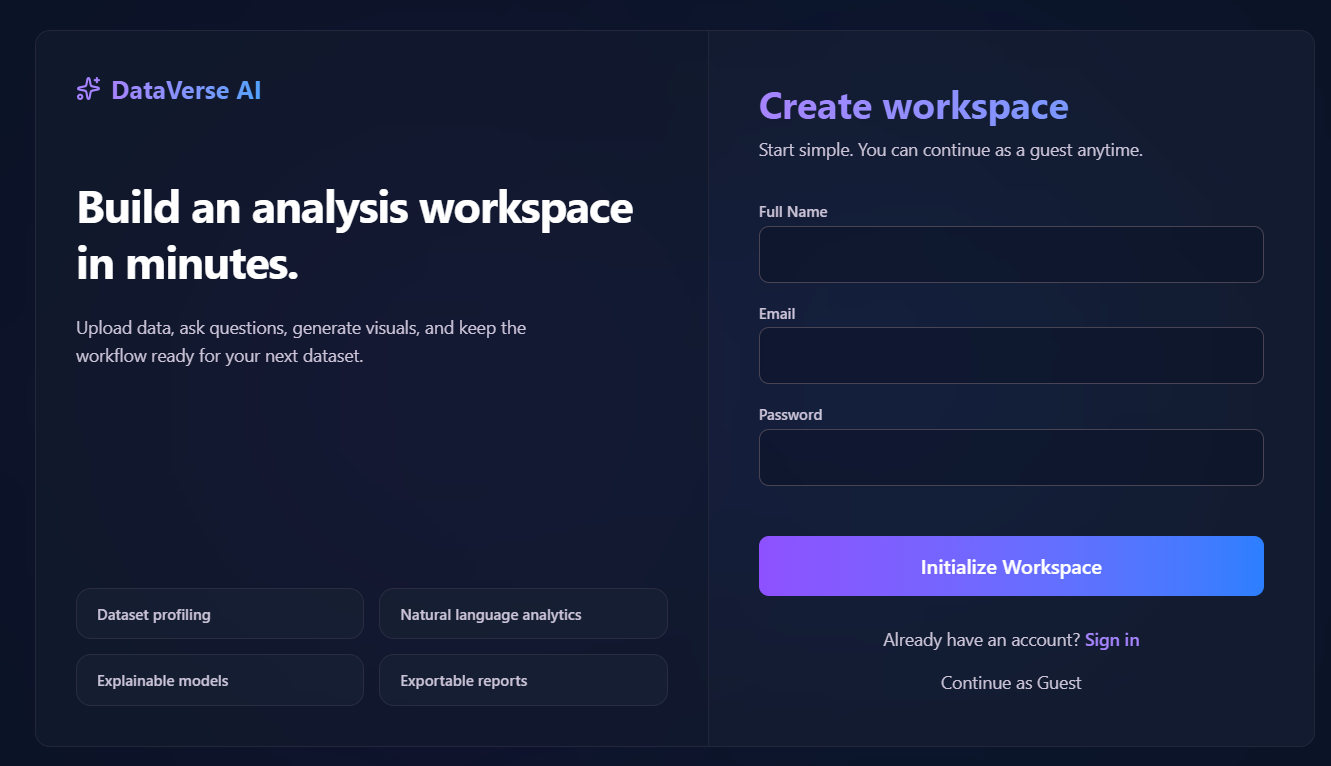 DataVerse AI
Build an analysis workspace
in minutes.
Upload data, ask questions, generate visuals, and keep the
workflow ready for your next dataset.
Dataset profiling
Natural language analytics
Explainable models
Exportable reports
Create workspace
Start simple. You can continue as a guest anytime.
Full Name
Email
Password
Initialize Workspace
Already have an account? Sign in
Continue as Guest